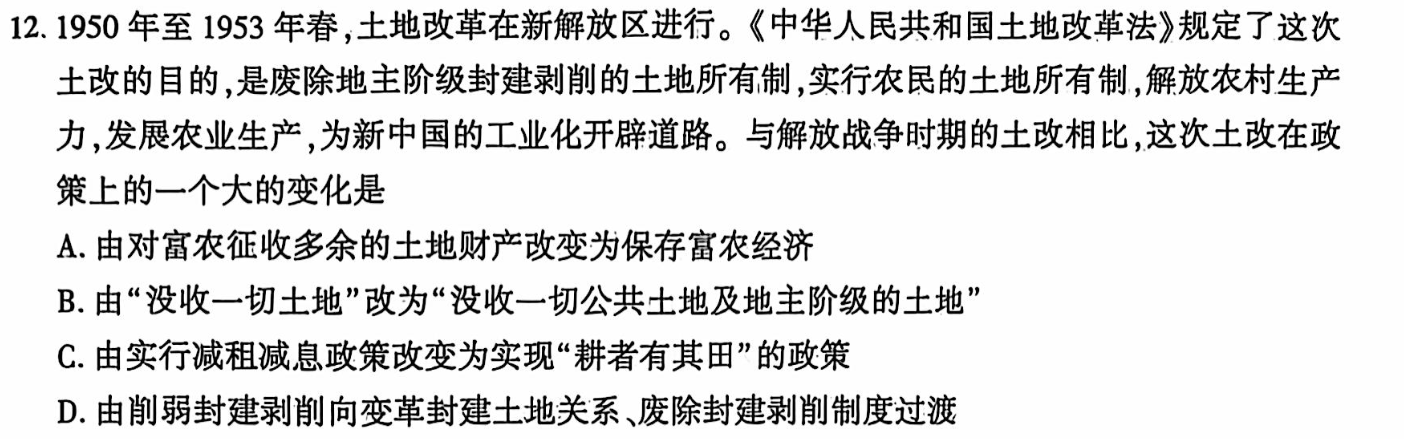 12. 1950 年至 1953 年春,土地改革在新解放区进行。《中华人民共和国土地改革法》规定了这次
土改的目的,是废除地主阶级封建剥削的土地所有制,实行农民的土地所有制,解放农村生产
力,发展农业生产,为新中国的工业化开辟道路。与解放战争时期的土改相比,这次土改在政
策上的一个大的变化是
A. 由对富农征收多余的土地财产改变为保存富农经济
B. 由“没收一切土地”改为“没收一切公共土地及地主阶级的土地”
C. 由实行减租减息政策改变为实现“耕者有其田”的政策
D. 由削弱封建剥削向变革封建土地关系、废除封建剥削制度过渡